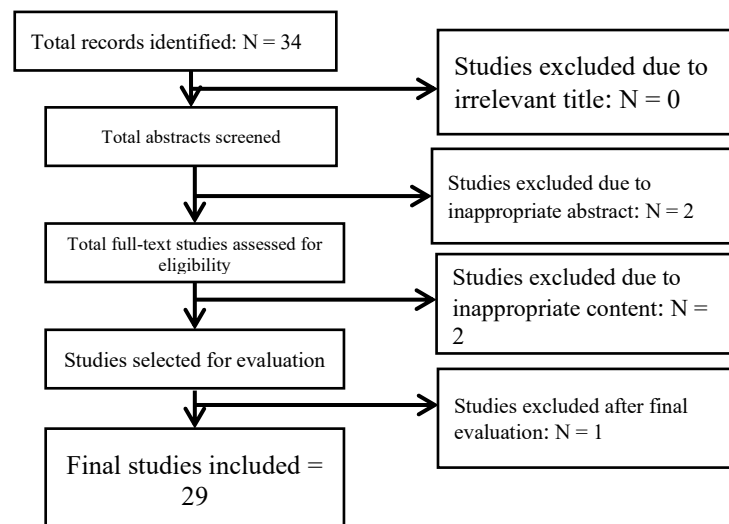 Total records identified: N = 34
Studies excluded due to
irrelevant title: N = 0
Total abstracts screened
Studies excluded due to
inappropriate abstract: N = 2
Total full-text studies assessed for
eligibility
Studies excluded due to
inappropriate content: N =
2
Studies selected for evaluation
Studies excluded after final
evaluation: N = 1
Final studies included =
29